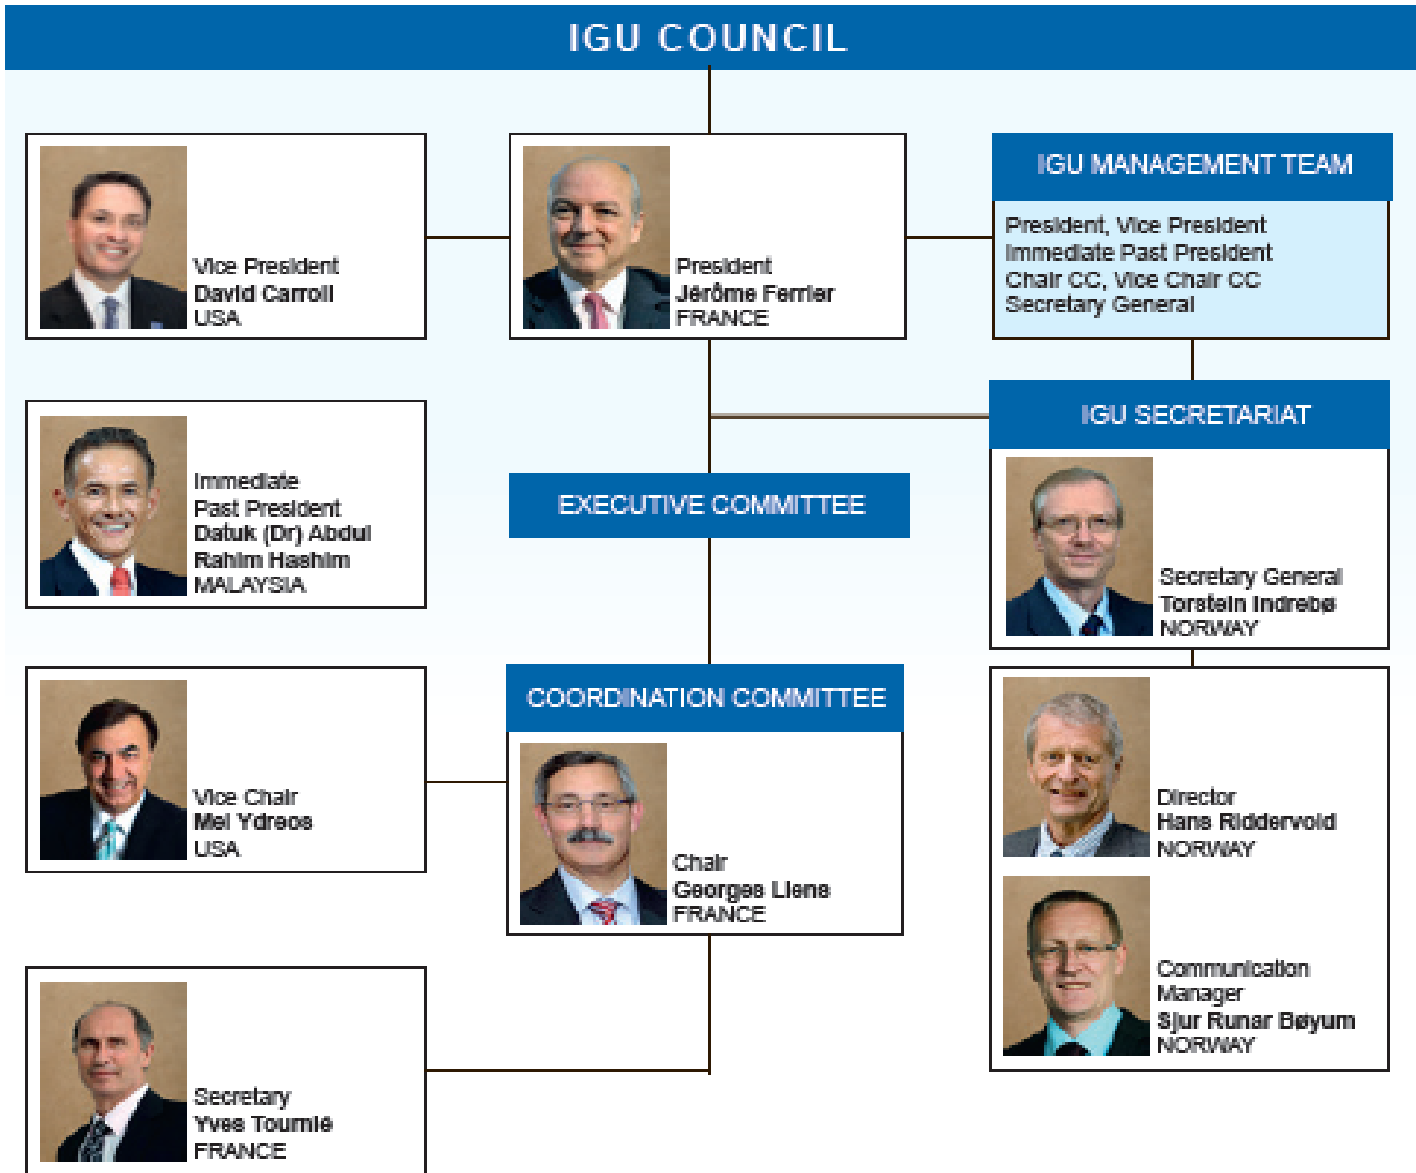 IGU COUNCIL
Vice President
David Carroll
USA
President
Jérôme Ferrier
FRANCE
IGU MANAGEMENT TEAM
President, Vice President
Immediate Past President
Chair CC, Vice Chair CC
Secretary General
Immediate
Past President
Datuk (Dr) Abdul
Rahim Hashim
MALAYSIA
EXECUTIVE COMMITTEE
IGU SECRETARIAT
Secretary General
Torstein Indrebø
NORWAY
Vice Chair
Mel Ydreos
USA
COORDINATION COMMITTEE
Chair
Georges Liens
FRANCE
Director
Hans Riddervold
NORWAY
Communication
Manager
Sjur Runar Bøyum
NORWAY
Secretary
Yves Tournié
FRANCE